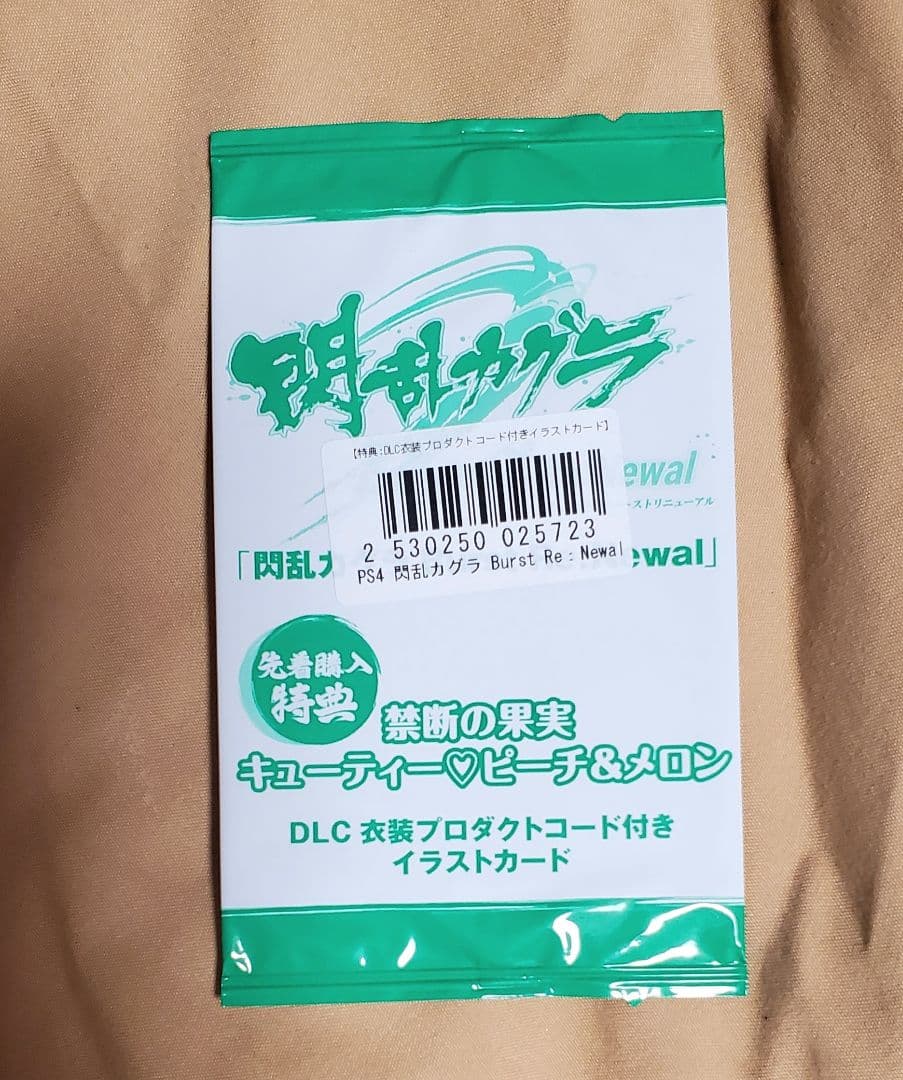 閃乱カグラ
【特典:DLC衣装プロダクトコード付きイラストカード】
ewal
ーストリニューアル
2 530250 025723
PS4 閃乱カグラ Burst Re:Newal
「閃乱カ ewal」
先着購入
特典
禁断の果実
キューティー♡ピーチ&メロン
DLC 衣装プロダクトコード付き
イラストカード